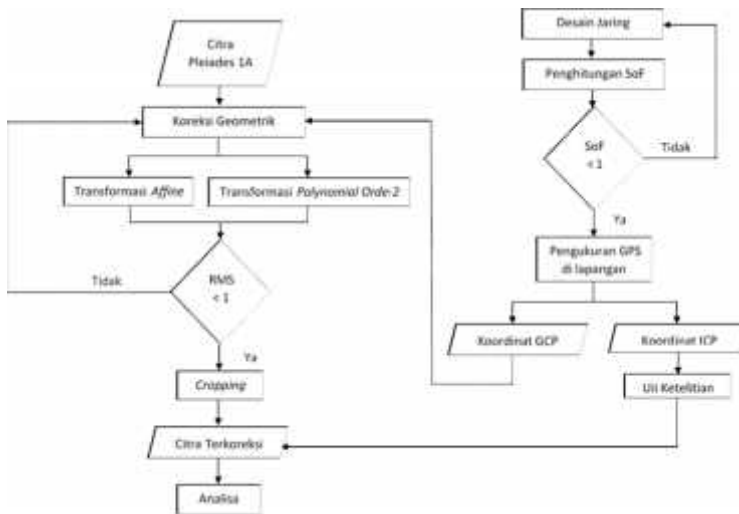 Citra
Pleiades 1A
Koreksi Geometrik
Transformasi Affine
Transformasi Polynomial Orde-2
Tidak
RMS
< 1
Ya
Cropping
Citra Terkoreksi
Analisa
Desain Jaring
Penghitungan SoF
SoF
< 1
Tidak
Ya
Pengukuran GPS
di lapangan
Koordinat GCP
Koordinat ICP
Uji Ketelitian